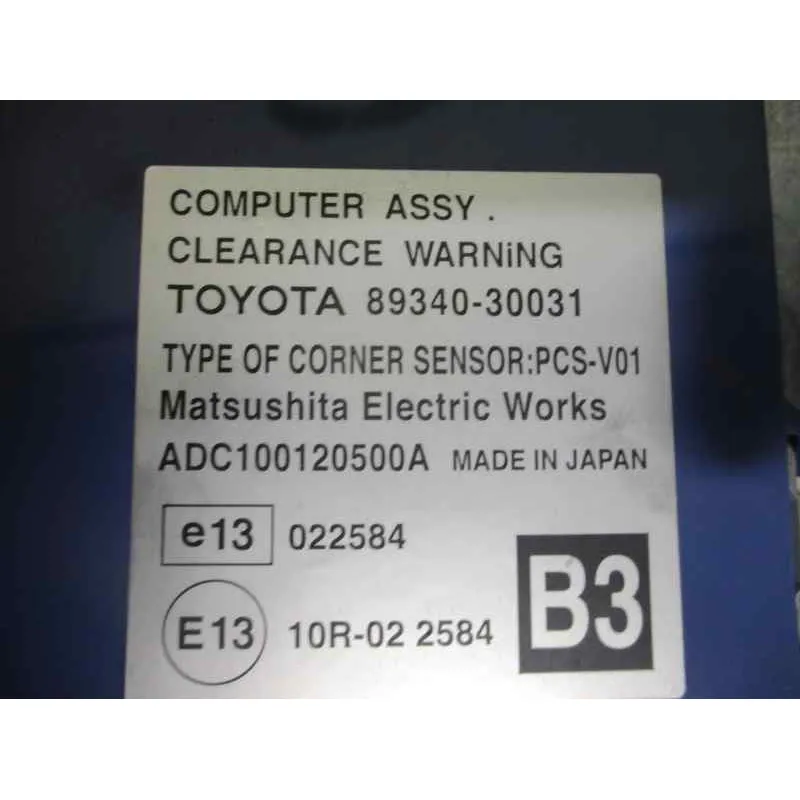 COMPUTER ASSY.
CLEARANCE WARNiNG
TOYOTA 89340-30031
TYPE OF CORNER SENSOR:PCS-V01
Matsushita Electric Works
ADC100120500A MADE IN JAPAN
e13 022584
E13 10R-02 2584
B3